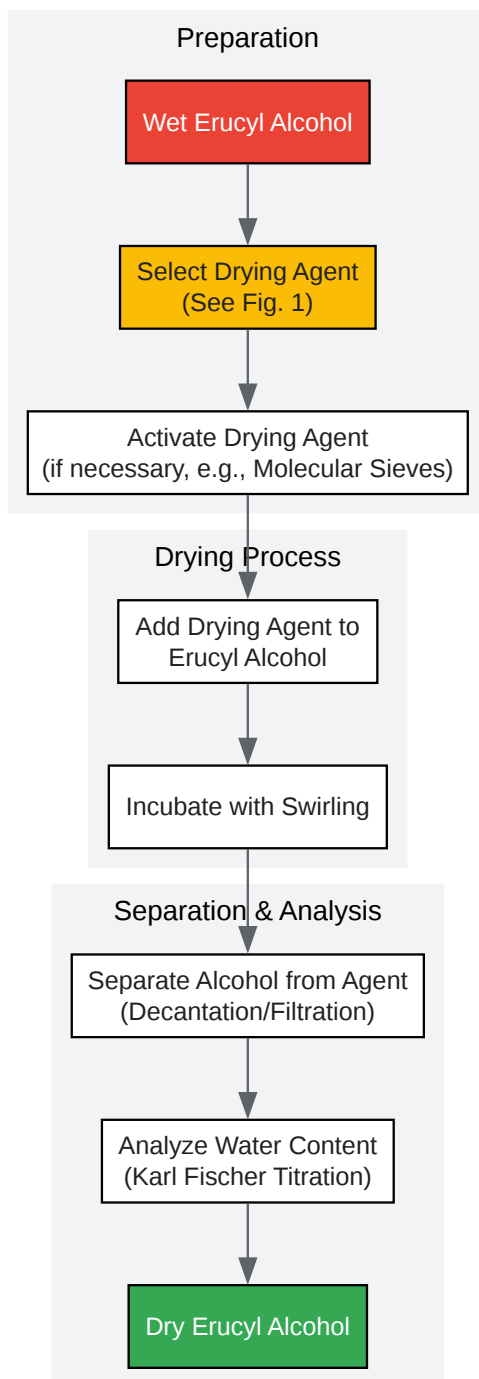 Preparation
Wet Erucyl Alcohol
Select Drying Agent
(See Fig. 1)
Activate Drying Agent
(if necessary, e.g., Molecular Sieves)
Drying Process
Add Drying Agent to
Erucyl Alcohol
Incubate with Swirling
Separation & Analysis
Separate Alcohol from Agent
(Decantation/Filtration)
Analyze Water Content
(Karl Fischer Titration)
Dry Erucyl Alcohol